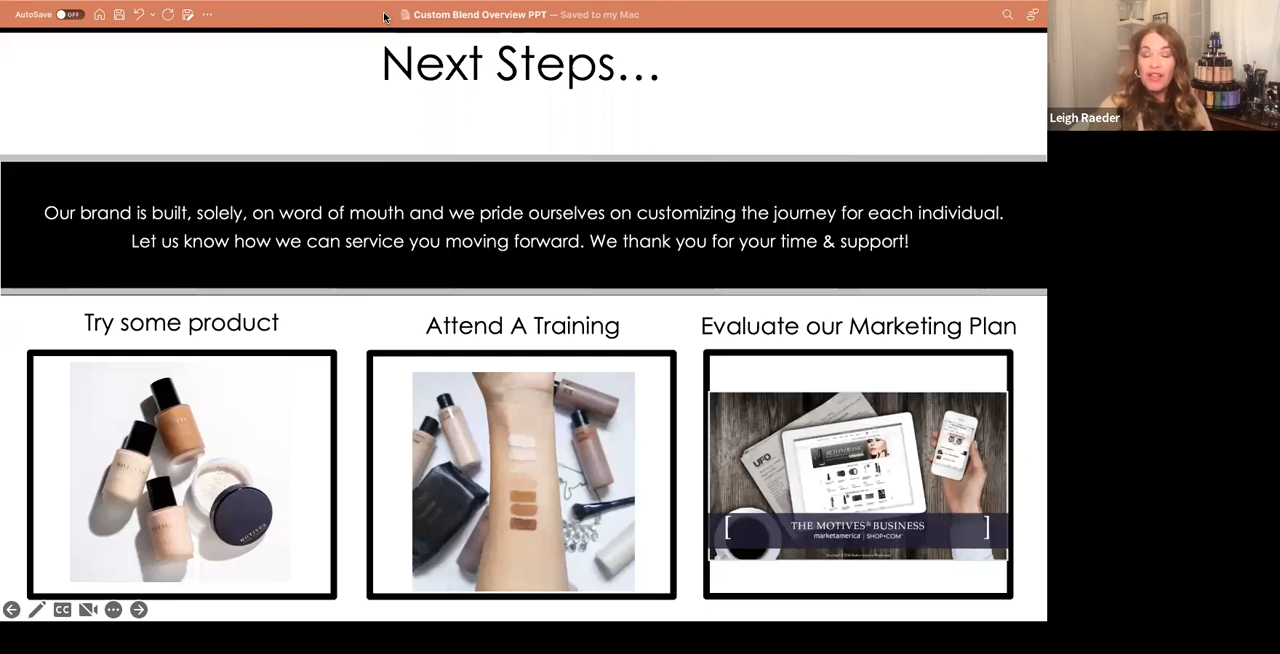 AutoSave OFF
Custom Blend Overview PPT — Saved to my Mac
Leigh Raeder
Next Steps...
Our brand is built, solely, on word of mouth and we pride ourselves on customizing the journey for each individual.
Let us know how we can service you moving forward. We thank you for your time & support!
Try some product
Attend A Training
Evaluate our Marketing Plan
UFO
[ THE MOTIVES® BUSINESS ]
marketamerica | SHOP•COM
CC